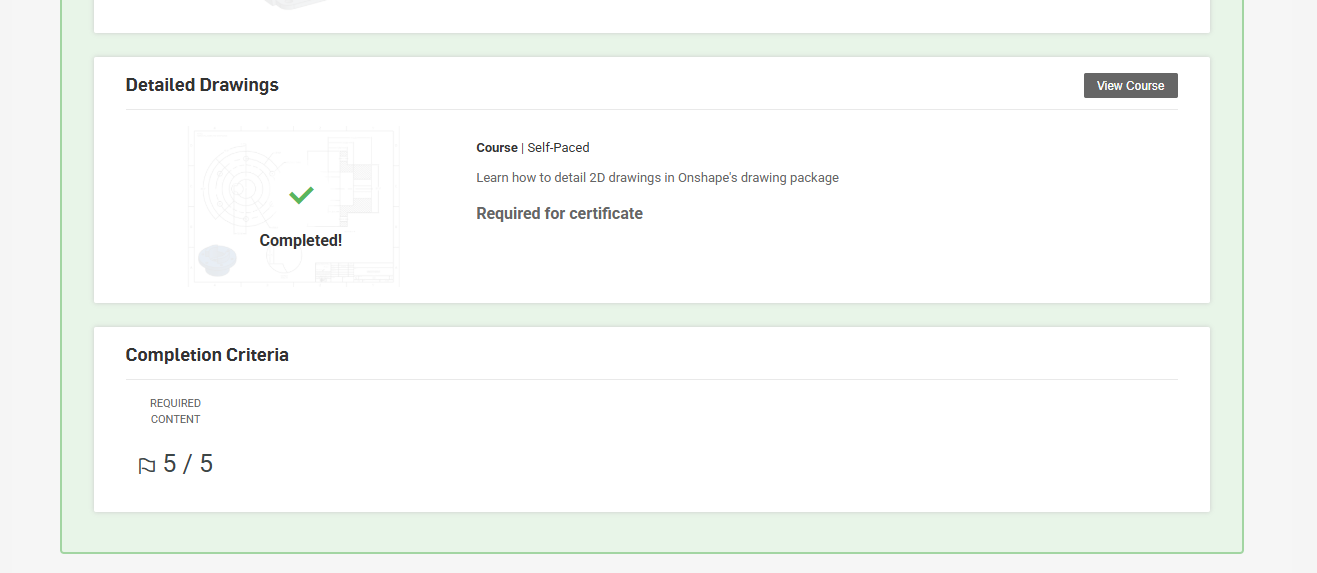 Detailed Drawings
View Course
Course | Self-Paced
Learn how to detail 2D drawings in Onshape's drawing package
Required for certificate
Completed!
Completion Criteria
REQUIRED
CONTENT
5 / 5